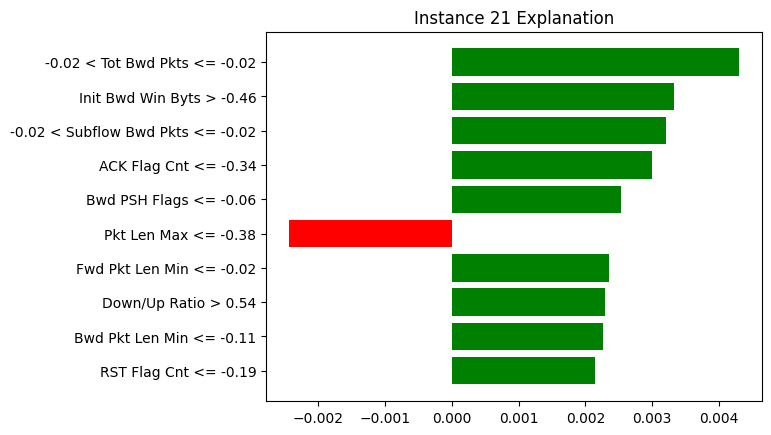 Instance 21 Explanation
-0.02 < Tot Bwd Pkts <= -0.02
Init Bwd Win Byts > -0.46
-0.02 < Subflow Bwd Pkts <= -0.02
ACK Flag Cnt <= -0.34
Bwd PSH Flags <= -0.06
Pkt Len Max <= -0.38
Fwd Pkt Len Min <= -0.02
Down/Up Ratio > 0.54
Bwd Pkt Len Min <= -0.11
RST Flag Cnt <= -0.19
−0.002 −0.001 0.000 0.001 0.002 0.003 0.004